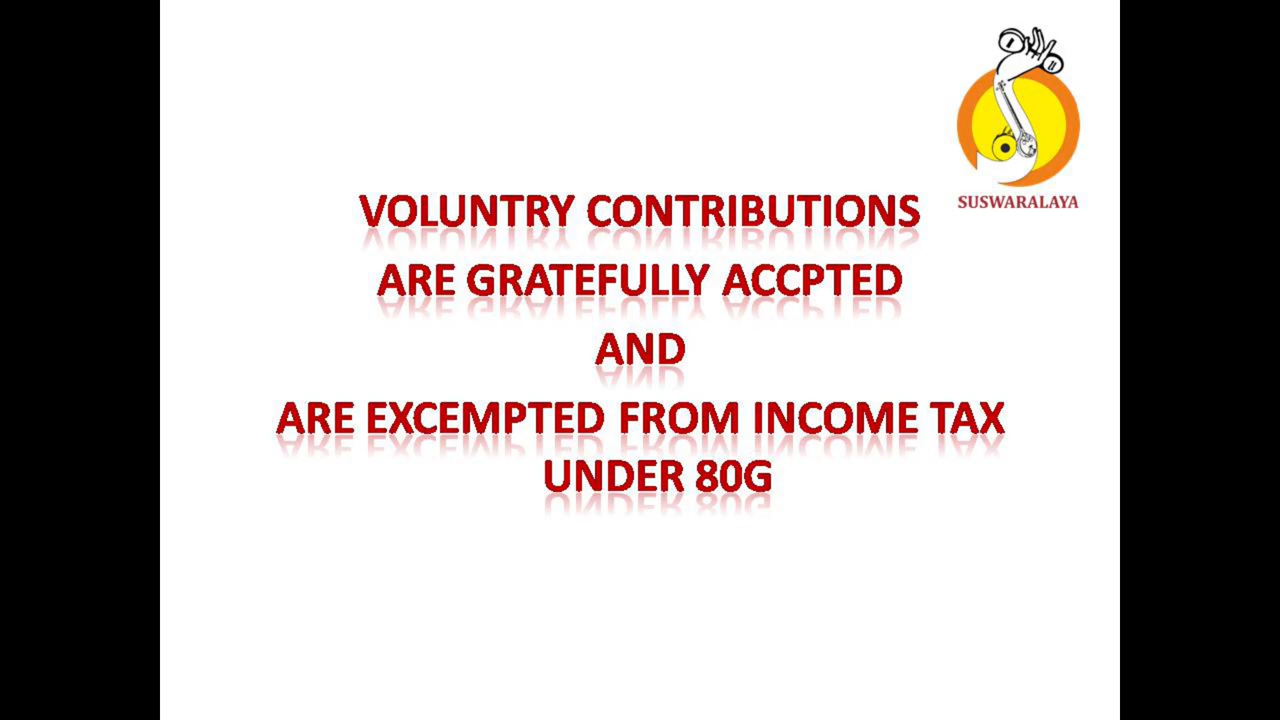 SUSWARALAYA
VOLUNTRY CONTRIBUTIONS
ARE GRATEFULLY ACCPTED
AND
ARE EXCEMPTED FROM INCOME TAX
UNDER 80G